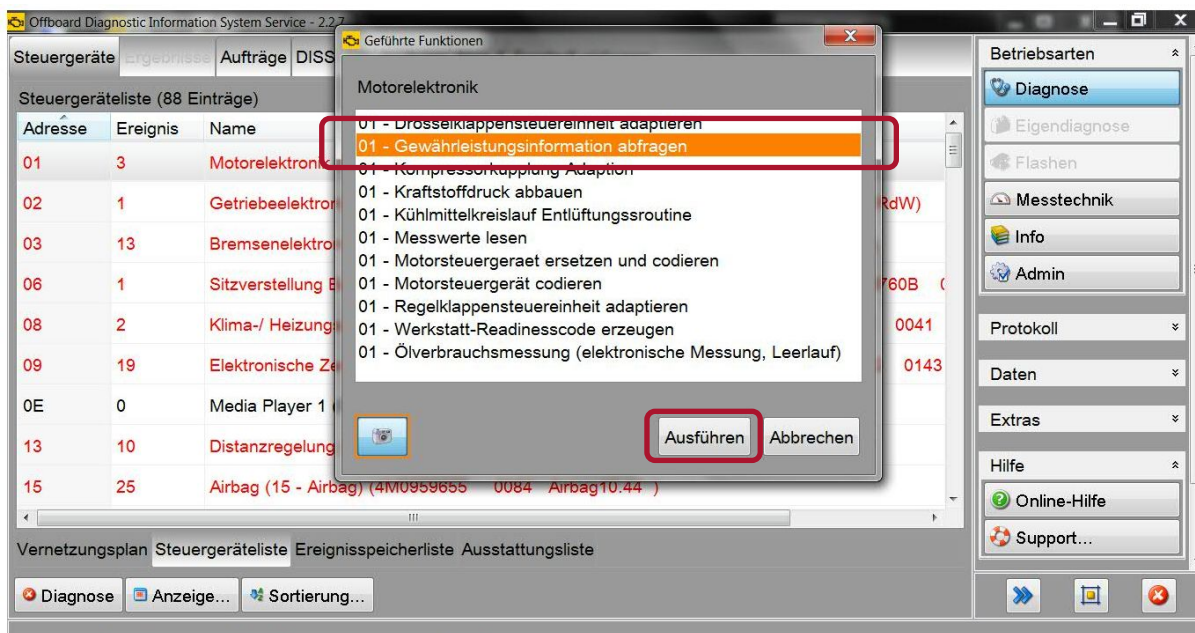 Offboard Diagnostic Information System Service - 2.2.7
Steuergeräte Ergebnisse Aufträge DISS
Steuergeräteliste (88 Einträge)
Adresse Ereignis Name
01 3 Motorelektronik
02 1 RdW)
03 13
06 1 Sitzverstellung 760B
08 2 Klima-/ 0041
09 19 Elektronische 0143
0E 0 Media Player 1
13 10 Distanzregelung
15 25 Airbag (15 - Airbag) (4M0959655 0084 Airbag10.44 )
Vernetzungsplan Steuergeräteliste Ereignisspeicherliste Ausstattungsliste
Diagnose Anzeige... Sortierung...
Geführte Funktionen
Motorelektronik
01 - Drosselklappensteuereinheit adaptieren
01 - Gewährleistungsinformation abfragen
01 - Kompressorkupplung Adaption
01 - Kraftstoffdruck abbauen
01 - Kühlmittelkreislauf Entlüftungssroutine
01 - Messwerte lesen
01 - Motorsteuergeraet ersetzen und codieren
01 - Motorsteuergerät codieren
01 - Regelklappensteuereinheit adaptieren
01 - Werkstatt-Readinesscode erzeugen
01 - Ölverbrauchsmessung (elektronische Messung, Leerlauf)
Ausführen Abbrechen
Betriebsarten
Diagnose
Eigendiagnose
Flashen
Messtechnik
Info
Admin
Protokoll
Daten
Extras
Hilfe
Online-Hilfe
Support...